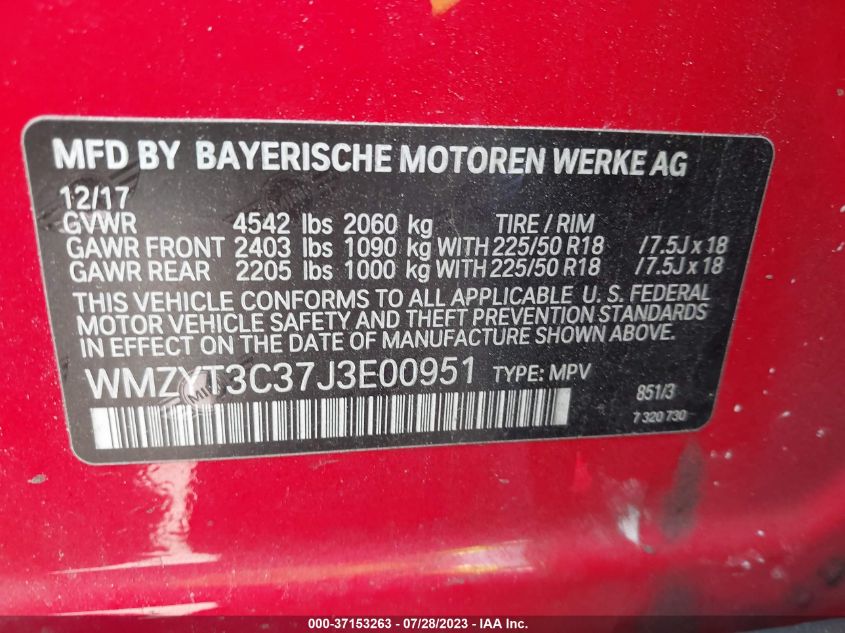 MFD BY BAYERISCHE MOTOREN WERKE AG
12/17
GVWR 4542 lbs 2060 kg TIRE / RIM
GAWR FRONT 2403 lbs 1090 kg WITH 225/50 R18 / 7.5J x 18
GAWR REAR 2205 lbs 1000 kg WITH 225/50 R18 / 7.5J x 18
THIS VEHICLE CONFORMS TO ALL APPLICABLE U. S. FEDERAL
MOTOR VEHICLE SAFETY AND THEFT PREVENTION STANDARDS
IN EFFECT ON THE DATE OF MANUFACTURE SHOWN ABOVE.
WMZYT3C37J3E00951 TYPE: MPV 851/3
7 320 730
000-37153263 / 07/28/2023 - IAA Inc.